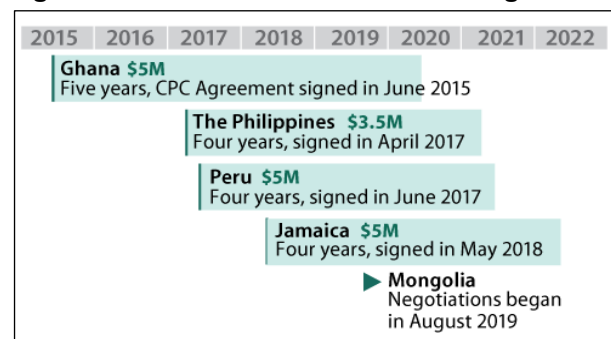 2015 2016 2017 2018 2019 2020 2021 2022
Ghana $5M
Five years, CPC Agreement signed in June 2015
The Philippines $3.5M
Four years, signed in April 2017
Peru $5M
Four years, signed in June 2017
Jamaica $5M
Four years, signed in May 2018
Mongolia
Negotiations began
in August 2019